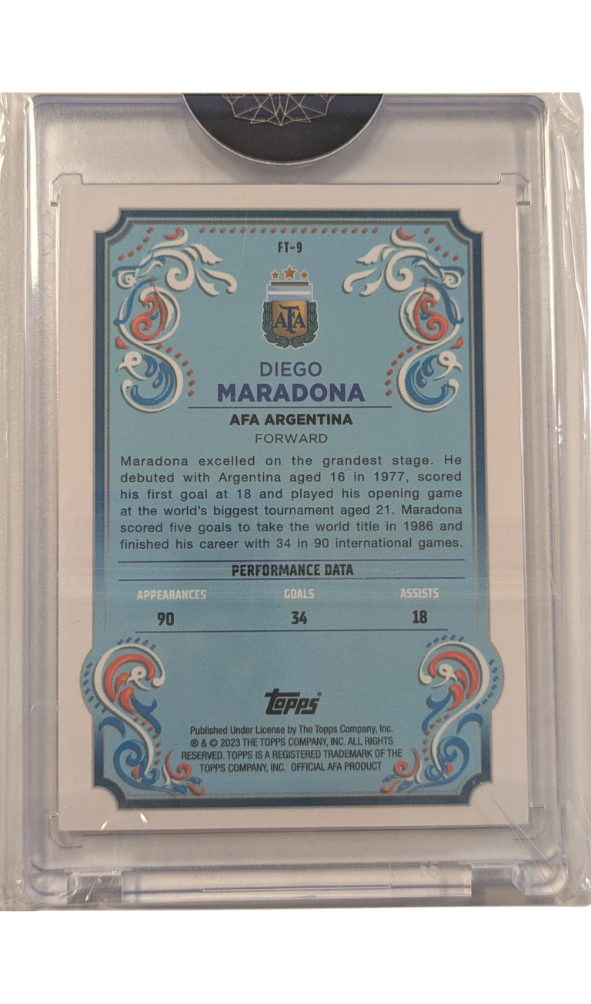 FT-9
AFA
DIEGO
MARADONA
AFA ARGENTINA
FORWARD
Maradona excelled on the grandest stage. He
debuted with Argentina aged 16 in 1977, scored
his first goal at 18 and played his opening game
at the world's biggest tournament aged 21. Maradona
scored five goals to take the world title in 1986 and
finished his career with 34 in 90 international games.
PERFORMANCE DATA
APPEARANCES GOALS ASSISTS
90 34 18
topps®
Published Under License by The Topps Company, Inc.
® & © 2023 THE TOPPS COMPANY, INC. ALL RIGHTS
RESERVED. TOPPS IS A REGISTERED TRADEMARK OF THE
TOPPS COMPANY, INC. OFFICIAL AFA PRODUCT